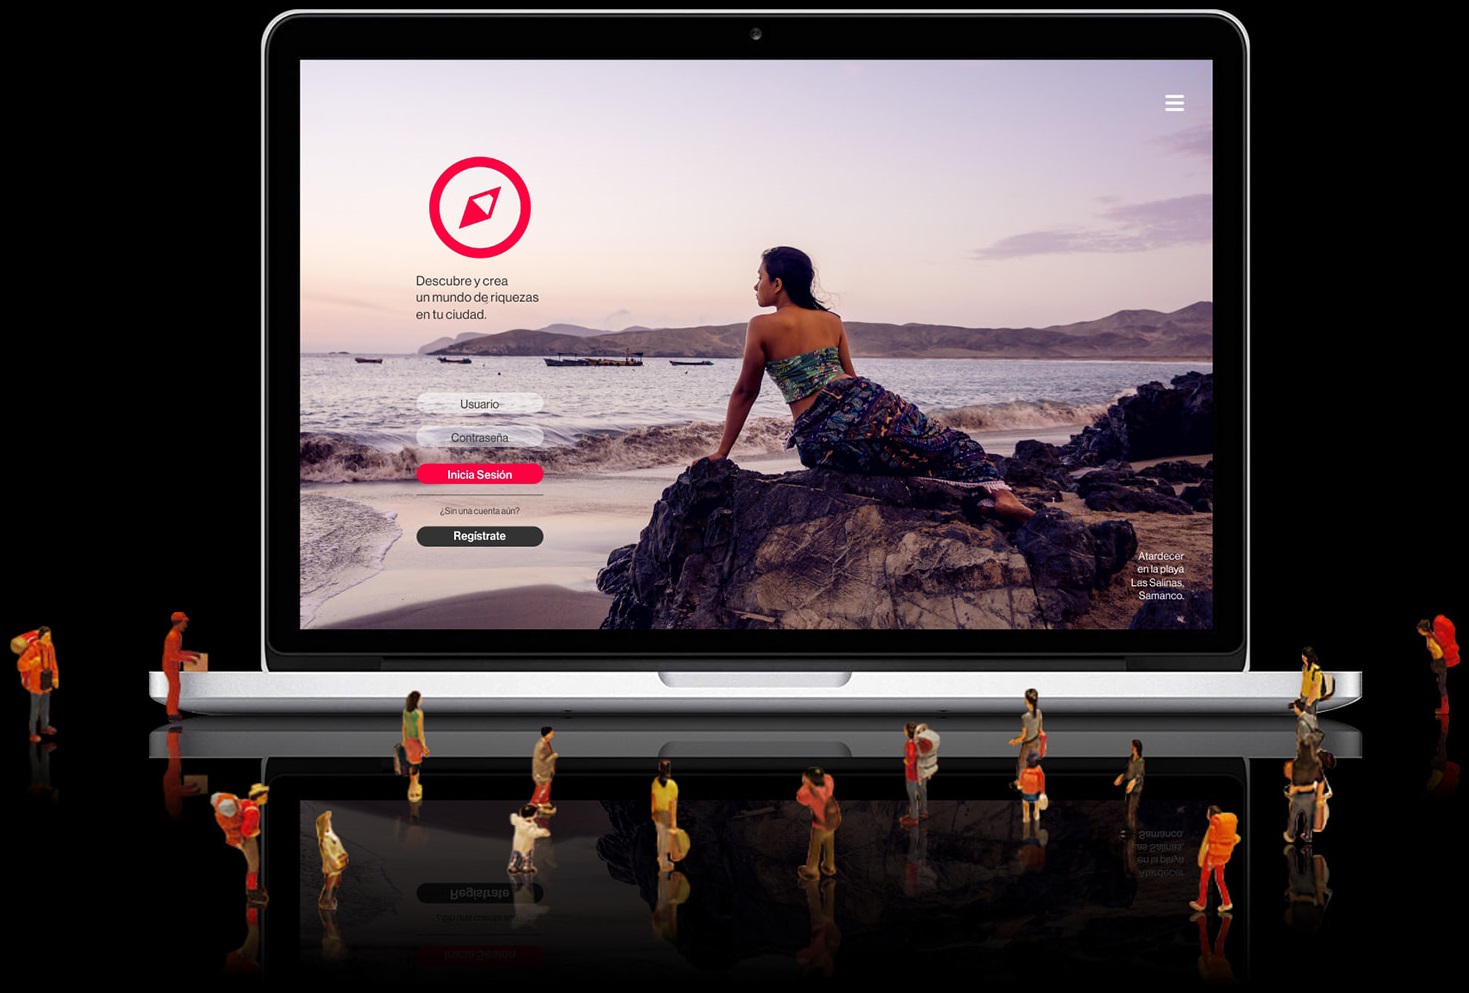 Descubre y crea
un mundo de riquezas
en tu ciudad.
Usuario
Contraseña
Inicia Sesión
¿Sin una cuenta aún?
Regístrate
Atardecer
en la playa
Las Salinas,
Samanco.